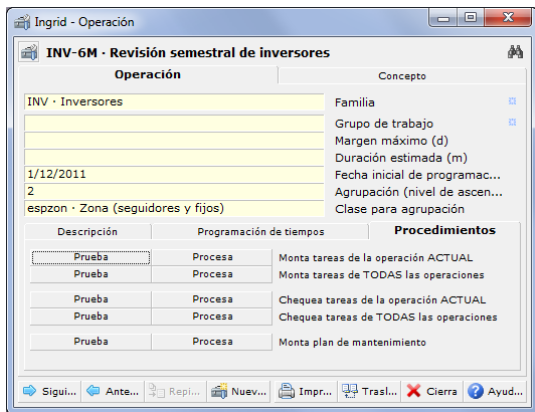 Ingrid - Operación
INV-6M · Revisión semestral de inversores
Operación Concepto
INV · Inversores Familia
Grupo de trabajo
Margen máximo (d)
Duración estimada (m)
1/12/2011 Fecha inicial de programac...
2 Agrupación (nivel de ascen...
espzon · Zona (seguidores y fijos) Clase para agrupación
Descripción Programación de tiempos Procedimientos
Prueba Procesa Monta tareas de la operación ACTUAL
Prueba Procesa Monta tareas de TODAS las operaciones
Prueba Procesa Chequea tareas de la operación ACTUAL
Prueba Procesa Chequea tareas de TODAS las operaciones
Prueba Procesa Monta plan de mantenimiento
Sigui... Ante... Repi... Nuev... Impr... Trasl... Cierra Ayud...